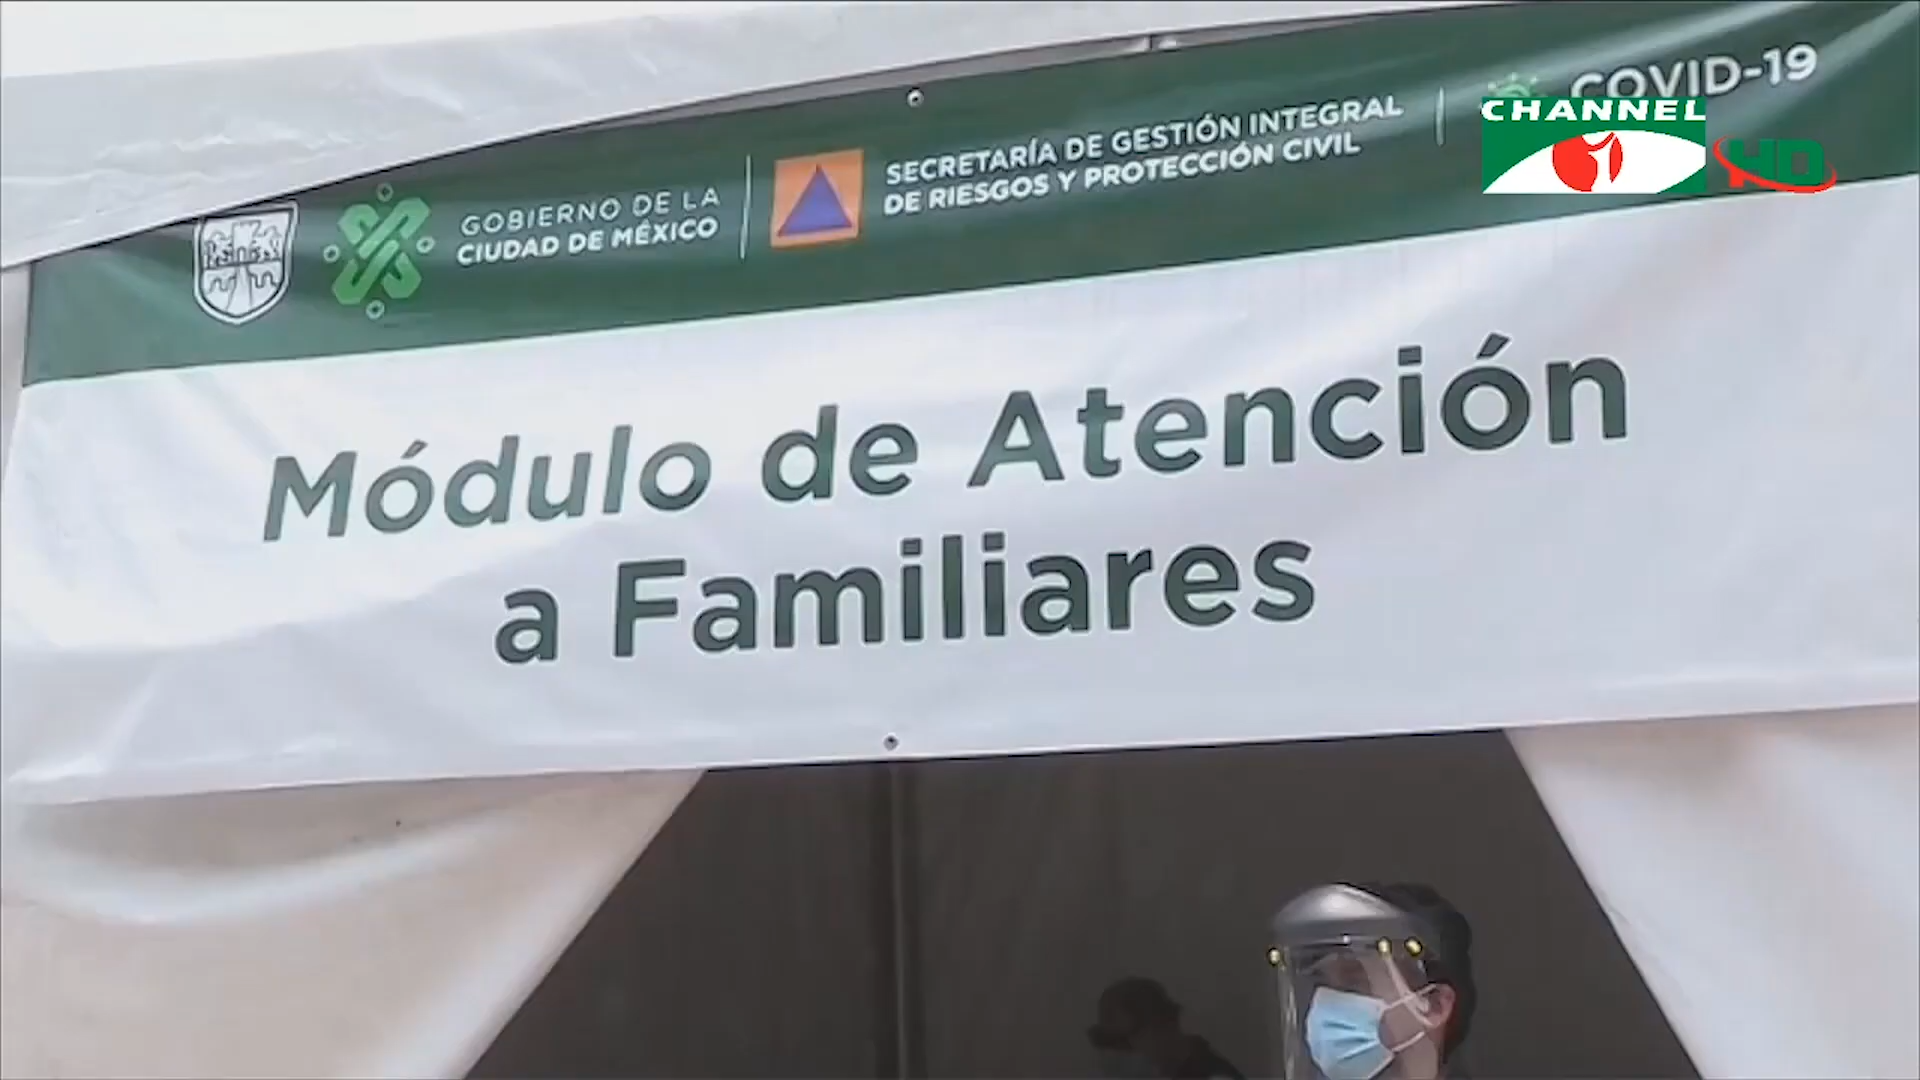 GOBIERNO DE LA
CIUDAD DE MÉXICO
SECRETARÍA DE GESTIÓN INTEGRAL
DE RIESGOS Y PROTECCIÓN CIVIL
COVID-19
CHANNEL
HD
Módulo de Atención
a Familiares